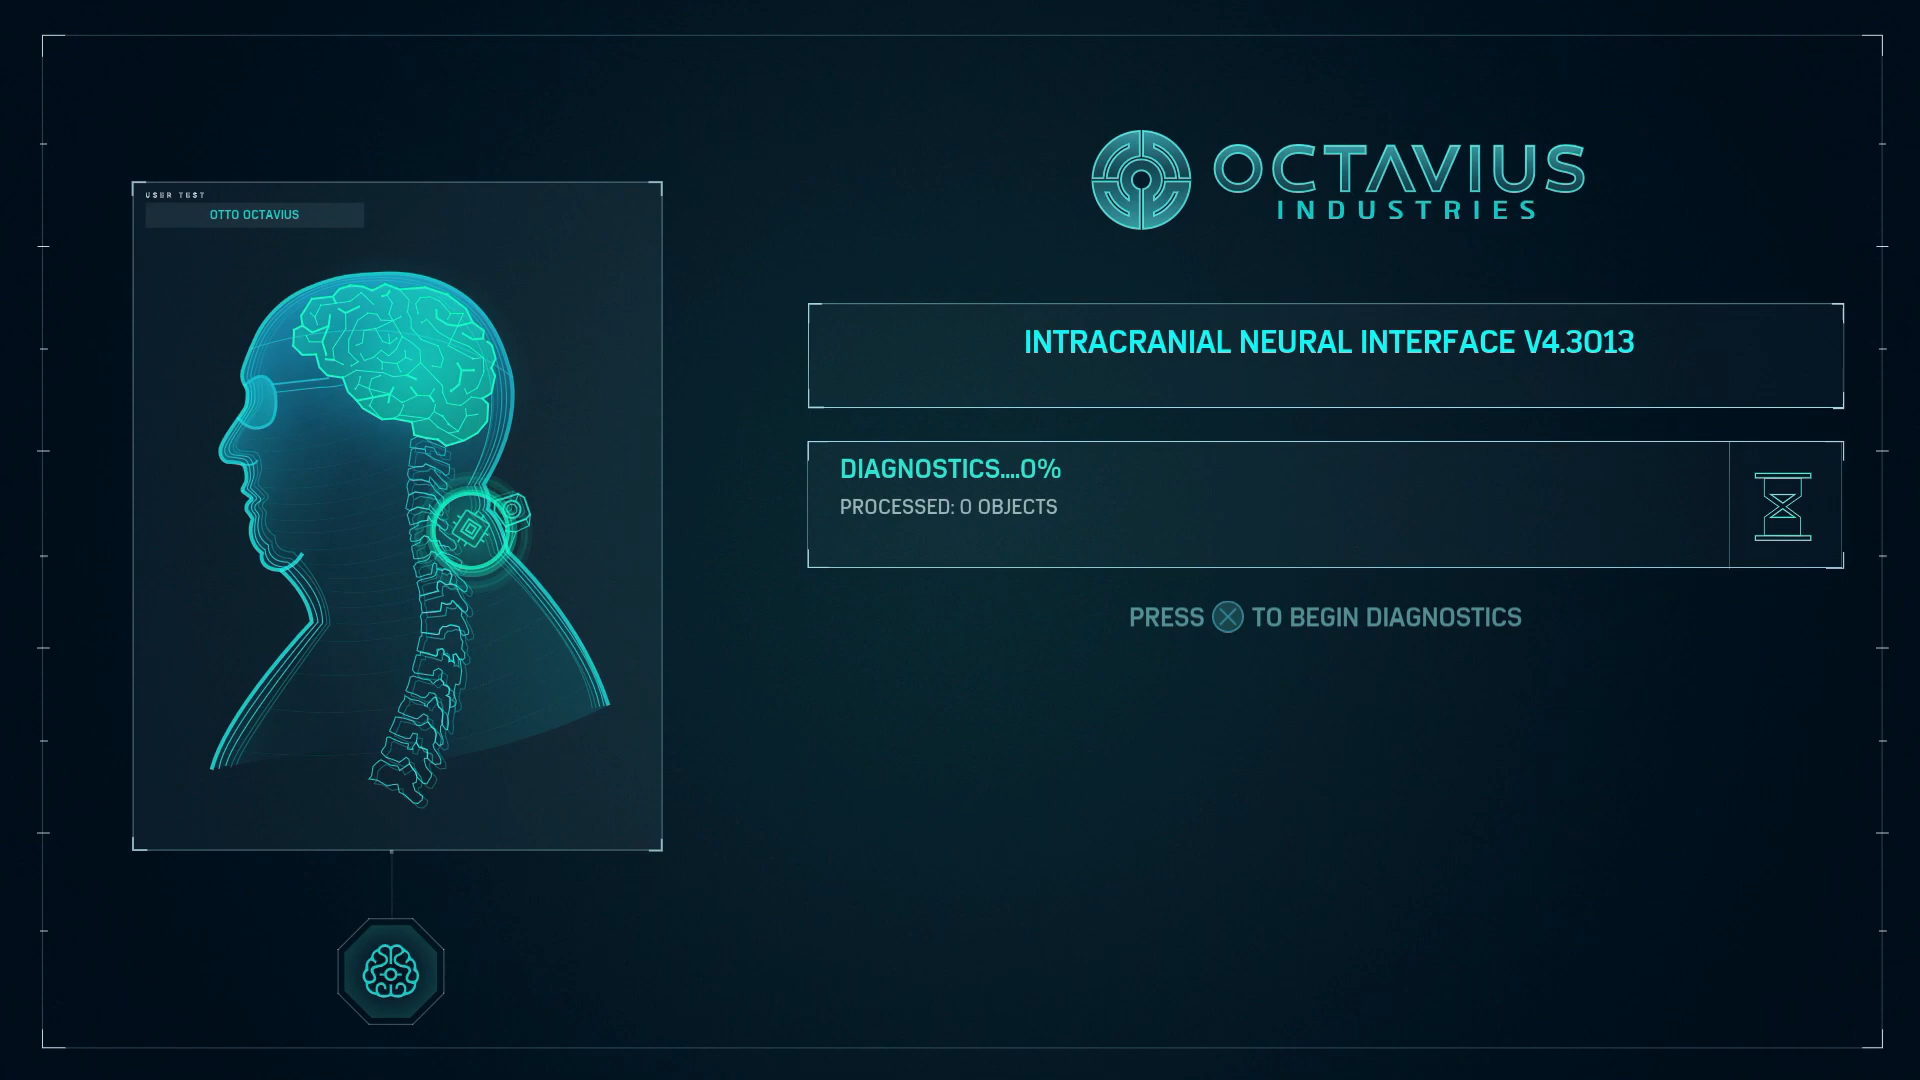 USER TEST
OTTO OCTAVIUS
OCTAVIUS
INDUSTRIES
INTRACRANIAL NEURAL INTERFACE V4.3013
DIAGNOSTICS....0%
PROCESSED: 0 OBJECTS
PRESS TO BEGIN DIAGNOSTICS